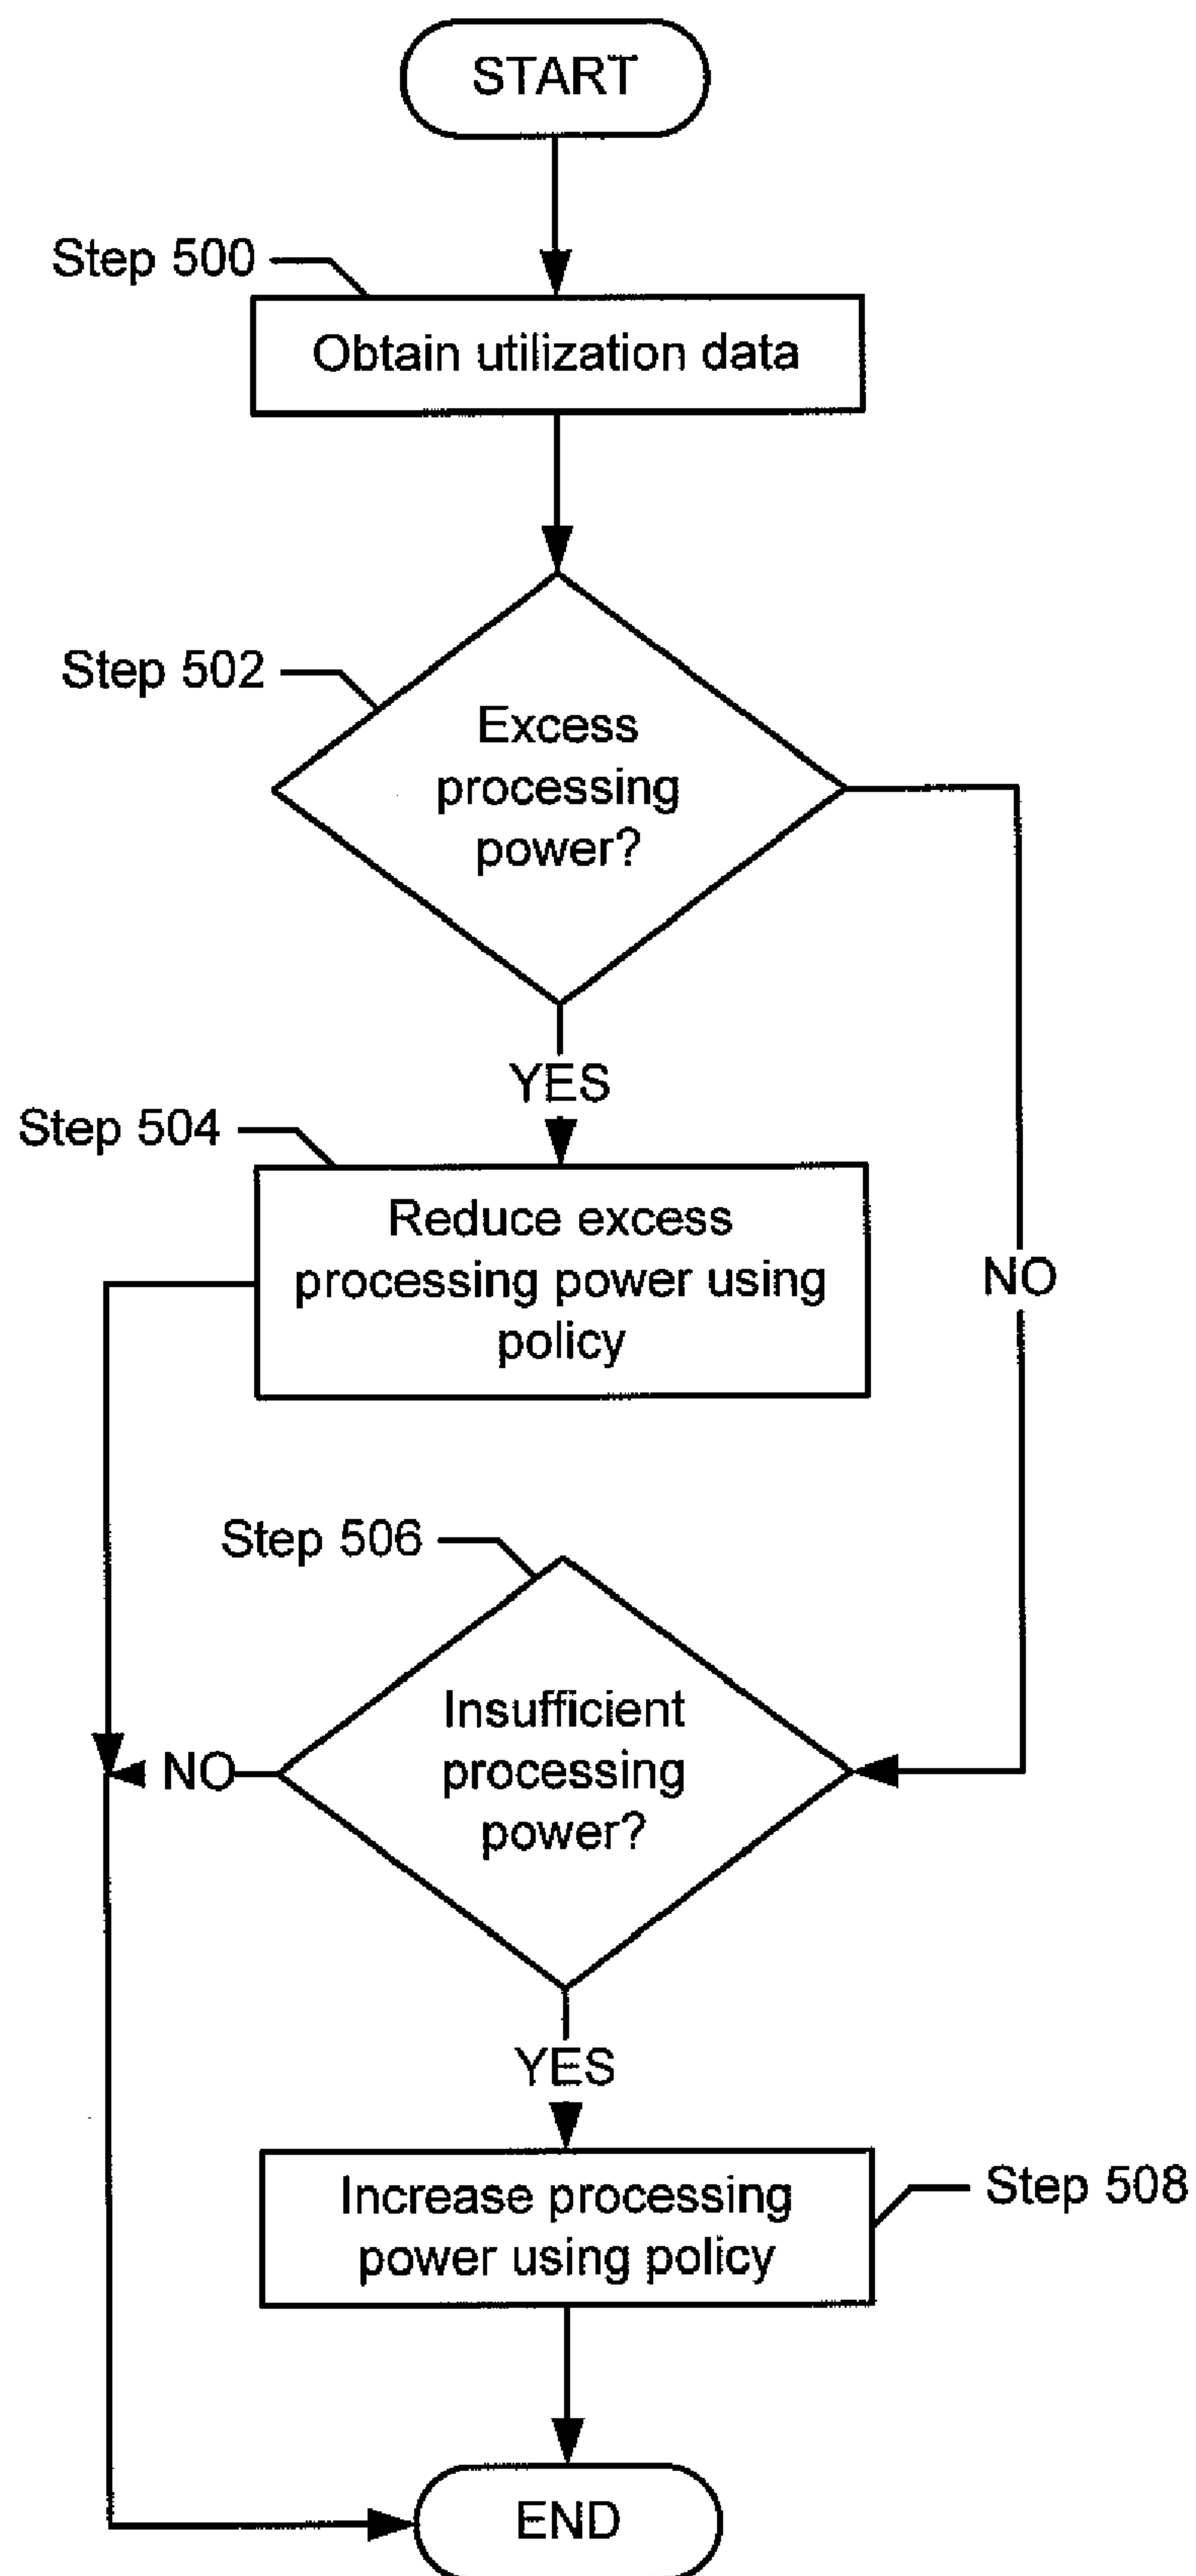 START
Step 500
Obtain utilization data
Step 502
Excess
processing
power?
YES
Step 504
Reduce excess
processing power using
policy
NO
Step 506
Insufficient
processing
power?
NO
YES
Increase processing
power using policy
Step 508
END